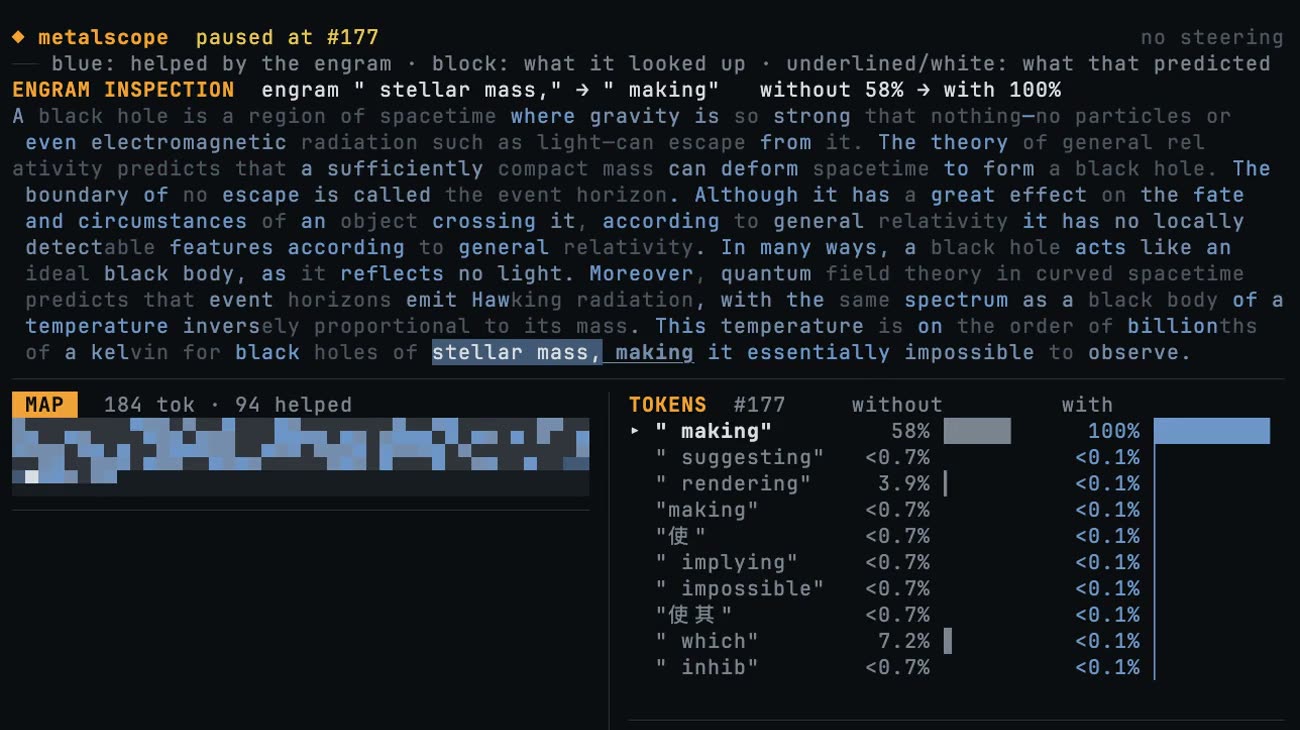 ◆ metalscope paused at #177 no steering
── blue: helped by the engram · block: what it looked up · underlined/white: what that predicted
ENGRAM INSPECTION engram " stellar mass," → " making" without 58% → with 100%
A black hole is a region of spacetime where gravity is so strong that nothing—no particles or
even electromagnetic radiation such as light—can escape from it. The theory of general rel
ativity predicts that a sufficiently compact mass can deform spacetime to form a black hole. The
boundary of no escape is called the event horizon. Although it has a great effect on the fate
and circumstances of an object crossing it, according to general relativity it has no locally
detectable features according to general relativity. In many ways, a black hole acts like an
ideal black body, as it reflects no light. Moreover, quantum field theory in curved spacetime
predicts that event horizons emit Hawking radiation, with the same spectrum as a black body of a
temperature inversely proportional to its mass. This temperature is on the order of billionths
of a kelvin for black holes of stellar mass, making it essentially impossible to observe.
MAP 184 tok · 94 helped
TOKENS #177 without with
▸ " making" 58% 100%
" suggesting" <0.7% <0.1%
" rendering" 3.9% <0.1%
"making" <0.7% <0.1%
"使" <0.7% <0.1%
" implying" <0.7% <0.1%
" impossible" <0.7% <0.1%
"使其" <0.7% <0.1%
" which" 7.2% <0.1%
" inhib" <0.7% <0.1%